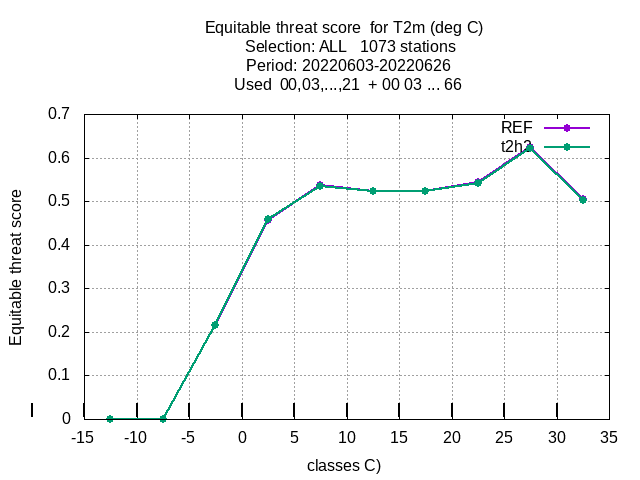 Equitable threat score  for T2m (deg C)
Selection: ALL   1073 stations
Period: 20220603-20220626
Used  00,03,...,21  + 00 03 ... 66
Equitable threat score
0.7
0.6
0.5
0.4
0.3
0.2
0.1
0
REF
t2h3
-15
-10
-5
0
5
10
15
20
25
30
35
classes C)